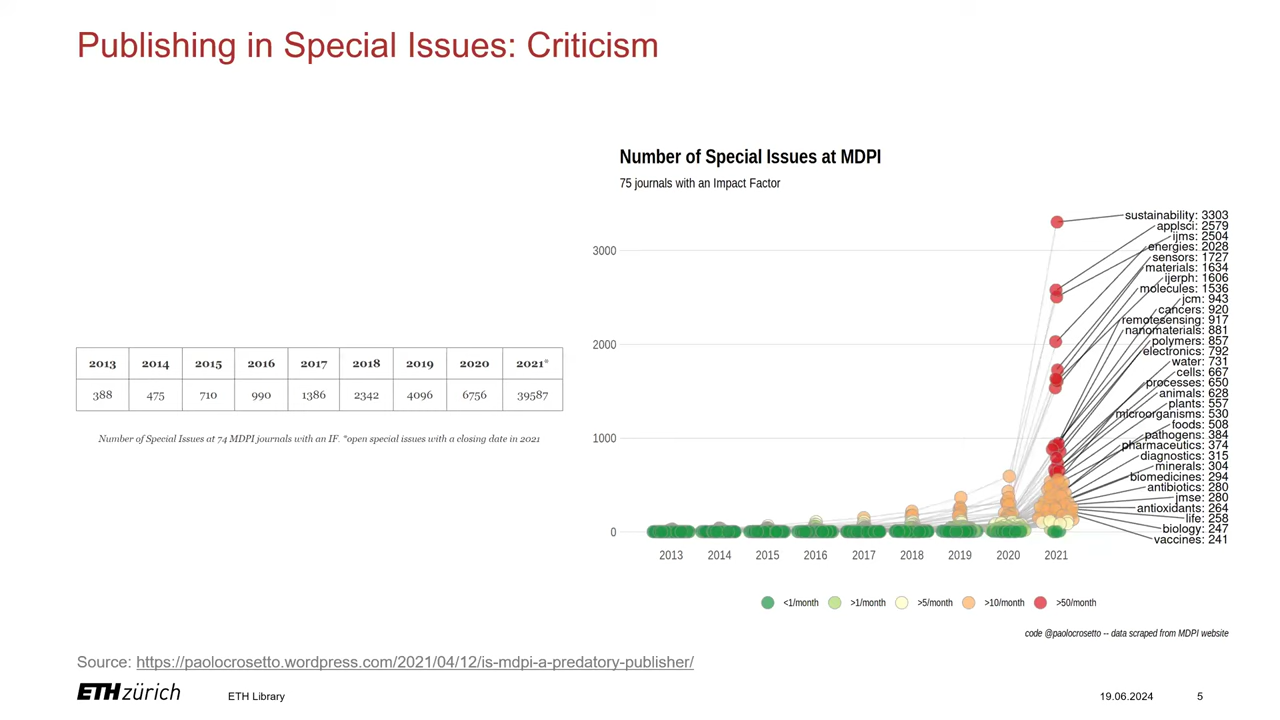 Publishing in Special Issues: Criticism
2013 2014 2015 2016 2017 2018 2019 2020 2021*
388 475 710 990 1386 2342 4096 6756 39587
Number of Special Issues at 74 MDPI journals with an IF. *open special issues with a closing date in 2021
Number of Special Issues at MDPI
75 journals with an Impact Factor
3000
2000
1000
0
2013 2014 2015 2016 2017 2018 2019 2020 2021
sustainability: 3303
applsci: 2579
ijms: 2504
energies: 2028
sensors: 1727
materials: 1634
ijerph: 1606
molecules: 1536
jcm: 943
cancers: 920
remotesensing: 917
nanomaterials: 881
polymers: 857
electronics: 792
water: 731
cells: 667
processes: 650
animals: 628
plants: 557
microorganisms: 530
foods: 508
pathogens: 384
pharmaceutics: 374
diagnostics: 315
minerals: 304
biomedicines: 294
antibiotics: 280
jmse: 280
antioxidants: 264
life: 258
biology: 247
vaccines: 241
<1/month >1/month >5/month >10/month >50/month
code @paolocrosetto -- data scraped from MDPI website
Source: https://paolocrosetto.wordpress.com/2021/04/12/is-mdpi-a-predatory-publisher/
ETH zürich ETH Library 19.06.2024 5